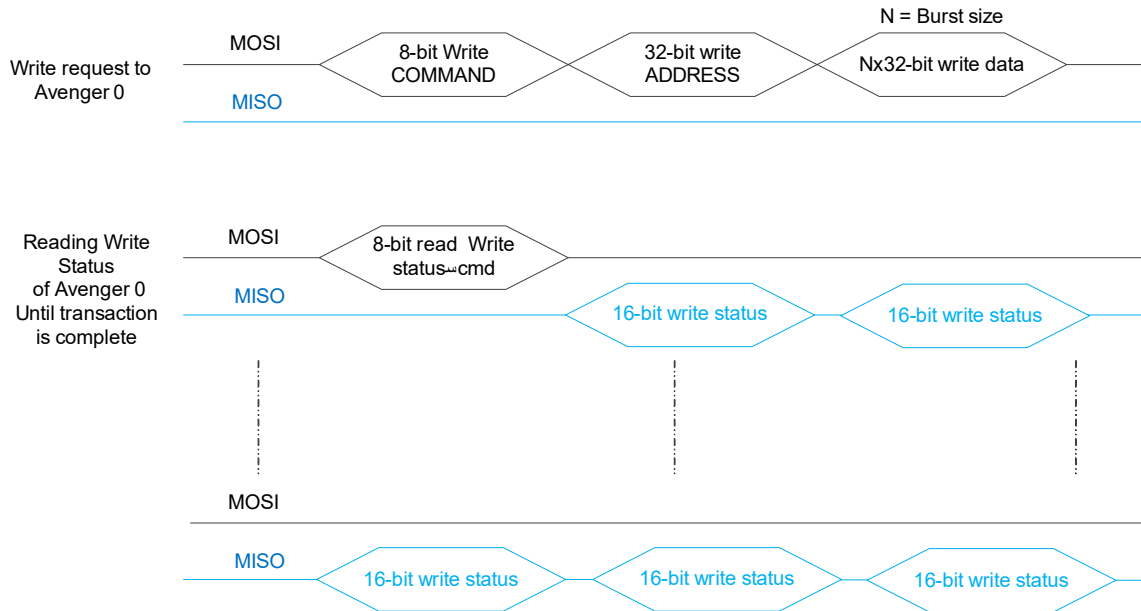 N = Burst size
MOSI
8-bit Write
COMMAND
32-bit write
ADDRESS
Nx32-bit write data
Write request to
Avenger 0
MISO
Reading Write
Status
of Avenger 0
Until transaction
is complete
MOSI
8-bit read Write
status cmd
MISO
16-bit write status
16-bit write status
MOSI
MISO
16-bit write status
16-bit write status
16-bit write status